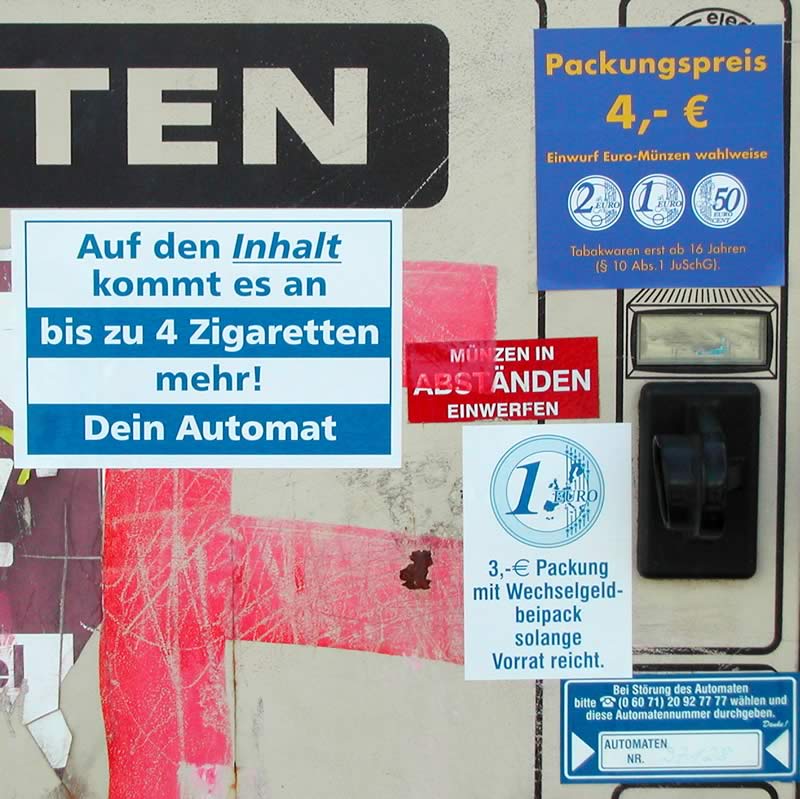 elec
TEN
Packungspreis
4,- €
Einwurf Euro-Münzen wahlweise
2 EURO 1 EURO 50 EURO CENT
Tabakwaren erst ab 16 Jahren
(§ 10 Abs.1 JuSchG).
Auf den Inhalt
kommt es an
bis zu 4 Zigaretten
mehr!
Dein Automat
MÜNZEN IN
ABSTÄNDEN
EINWERFEN
1 EURO
3,-€ Packung
mit Wechselgeld-
beipack
solange
Vorrat reicht.
Bei Störung des Automaten
bitte ☎ (0 60 71) 20 92 77 77 wählen und
diese Automatennummer durchgeben.
Danke!
AUTOMATEN
NR.